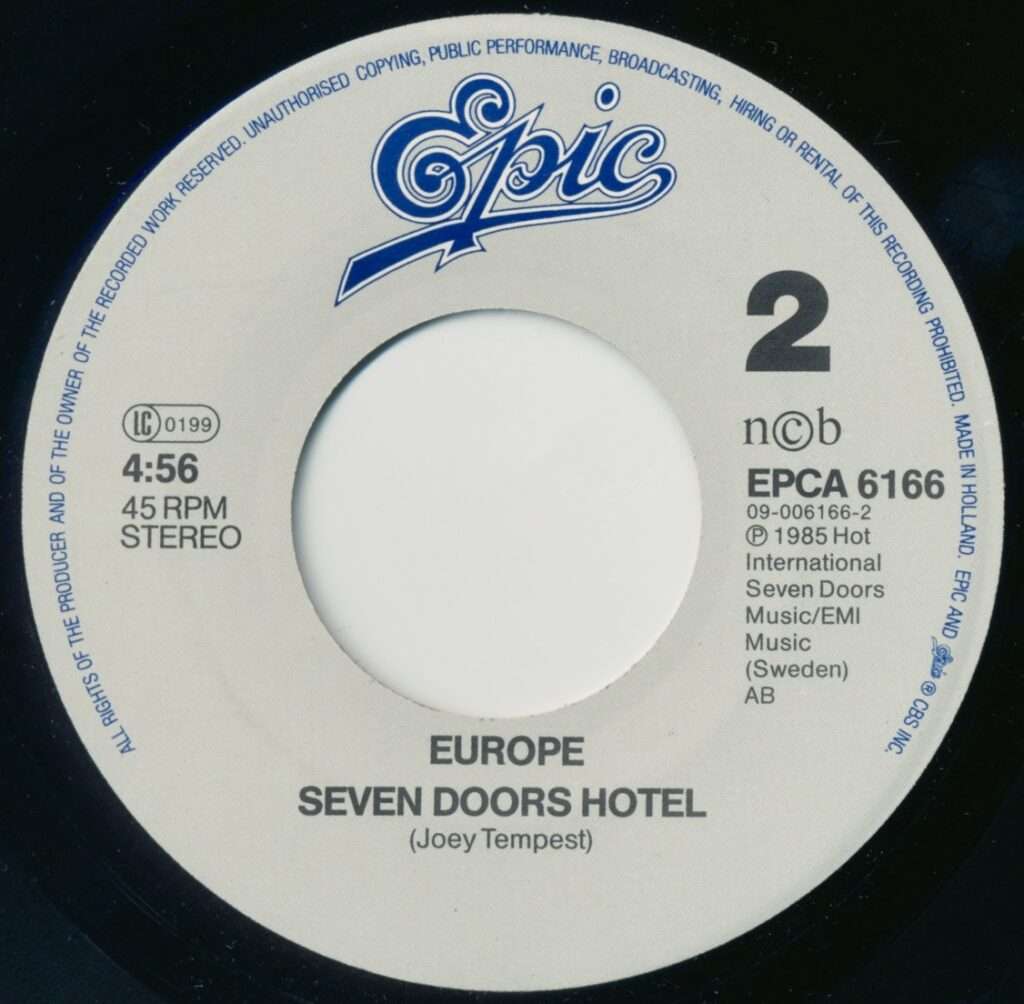 ALL RIGHTS OF THE PRODUCER AND OF THE OWNER OF THE RECORDED WORK RESERVED. UNAUTHORISED COPYING, PUBLIC PERFORMANCE, BROADCASTING, HIRING OR RENTAL OF THIS RECORDING PROHIBITED. MADE IN HOLLAND. EPIC AND Epic ® CBS INC.
Epic
2
LC 0199
4:56
45 RPM
STEREO
n©b
EPCA 6166
09-006166-2
℗ 1985 Hot
International
Seven Doors
Music/EMI
Music
(Sweden)
AB
EUROPE
SEVEN DOORS HOTEL
(Joey Tempest)